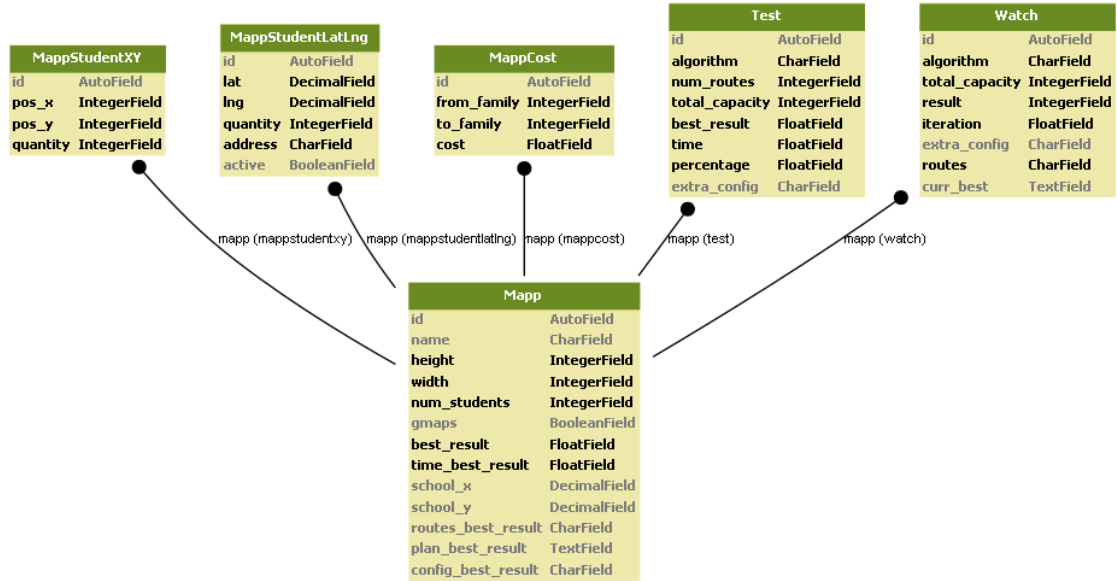 MappStudentXY
id AutoField
pos_x IntegerField
pos_y IntegerField
quantity IntegerField
MappStudentLatLng
id AutoField
lat DecimalField
lng DecimalField
quantity IntegerField
address CharField
active BooleanField
MappCost
id AutoField
from_family IntegerField
to_family IntegerField
cost FloatField
Test
id AutoField
algorithm CharField
num_routes IntegerField
total_capacity IntegerField
best_result FloatField
time FloatField
percentage FloatField
extra_config CharField
Watch
id AutoField
algorithm CharField
total_capacity IntegerField
result IntegerField
iteration FloatField
extra_config CharField
routes CharField
curr_best TextField
mapp (mappstudentxy)
mapp (mappstudentlatlng)
mapp (mappcost)
mapp (test)
mapp (watch)
Mapp
id AutoField
name CharField
height IntegerField
width IntegerField
num_students IntegerField
gmaps BooleanField
best_result FloatField
time_best_result FloatField
school_x DecimalField
school_y DecimalField
routes_best_result CharField
plan_best_result TextField
config_best_result CharField